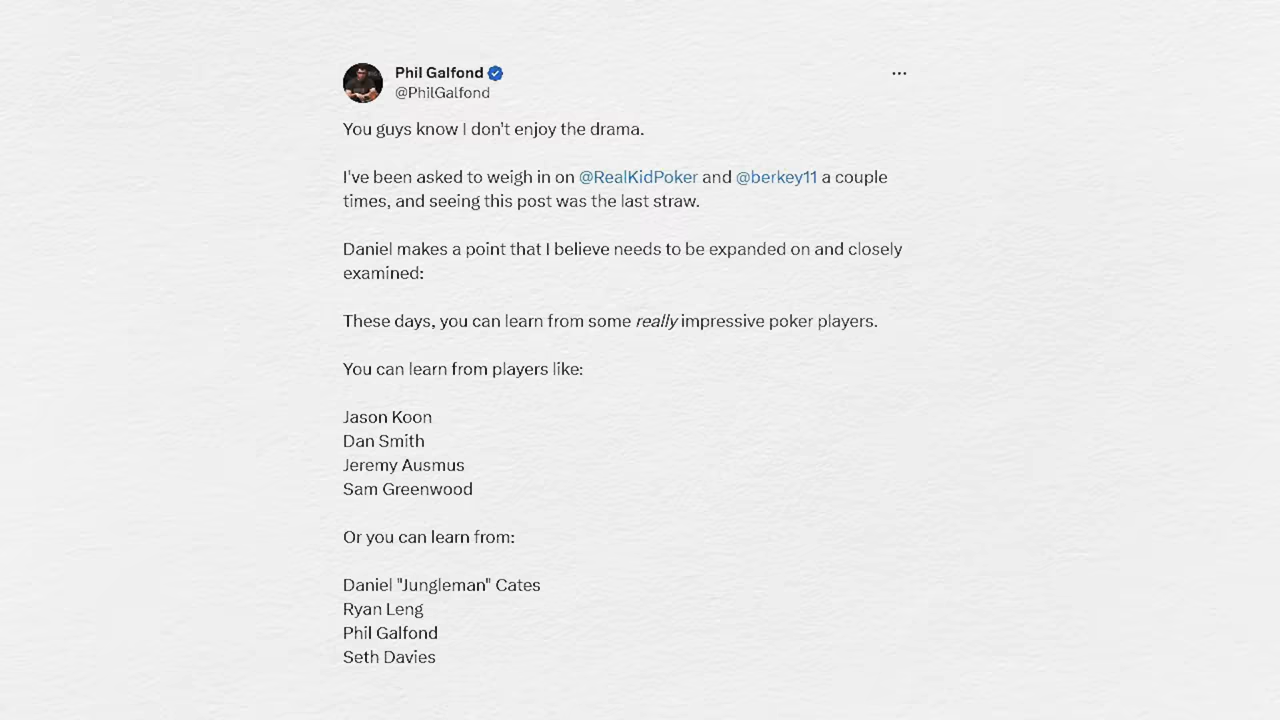 Phil Galfond
@PhilGalfond
You guys know I don't enjoy the drama.
I've been asked to weigh in on @RealKidPoker and @berkey11 a couple
times, and seeing this post was the last straw.
Daniel makes a point that I believe needs to be expanded on and closely
examined:
These days, you can learn from some really impressive poker players.
You can learn from players like:
Jason Koon
Dan Smith
Jeremy Ausmus
Sam Greenwood
Or you can learn from:
Daniel "Jungleman" Cates
Ryan Leng
Phil Galfond
Seth Davies